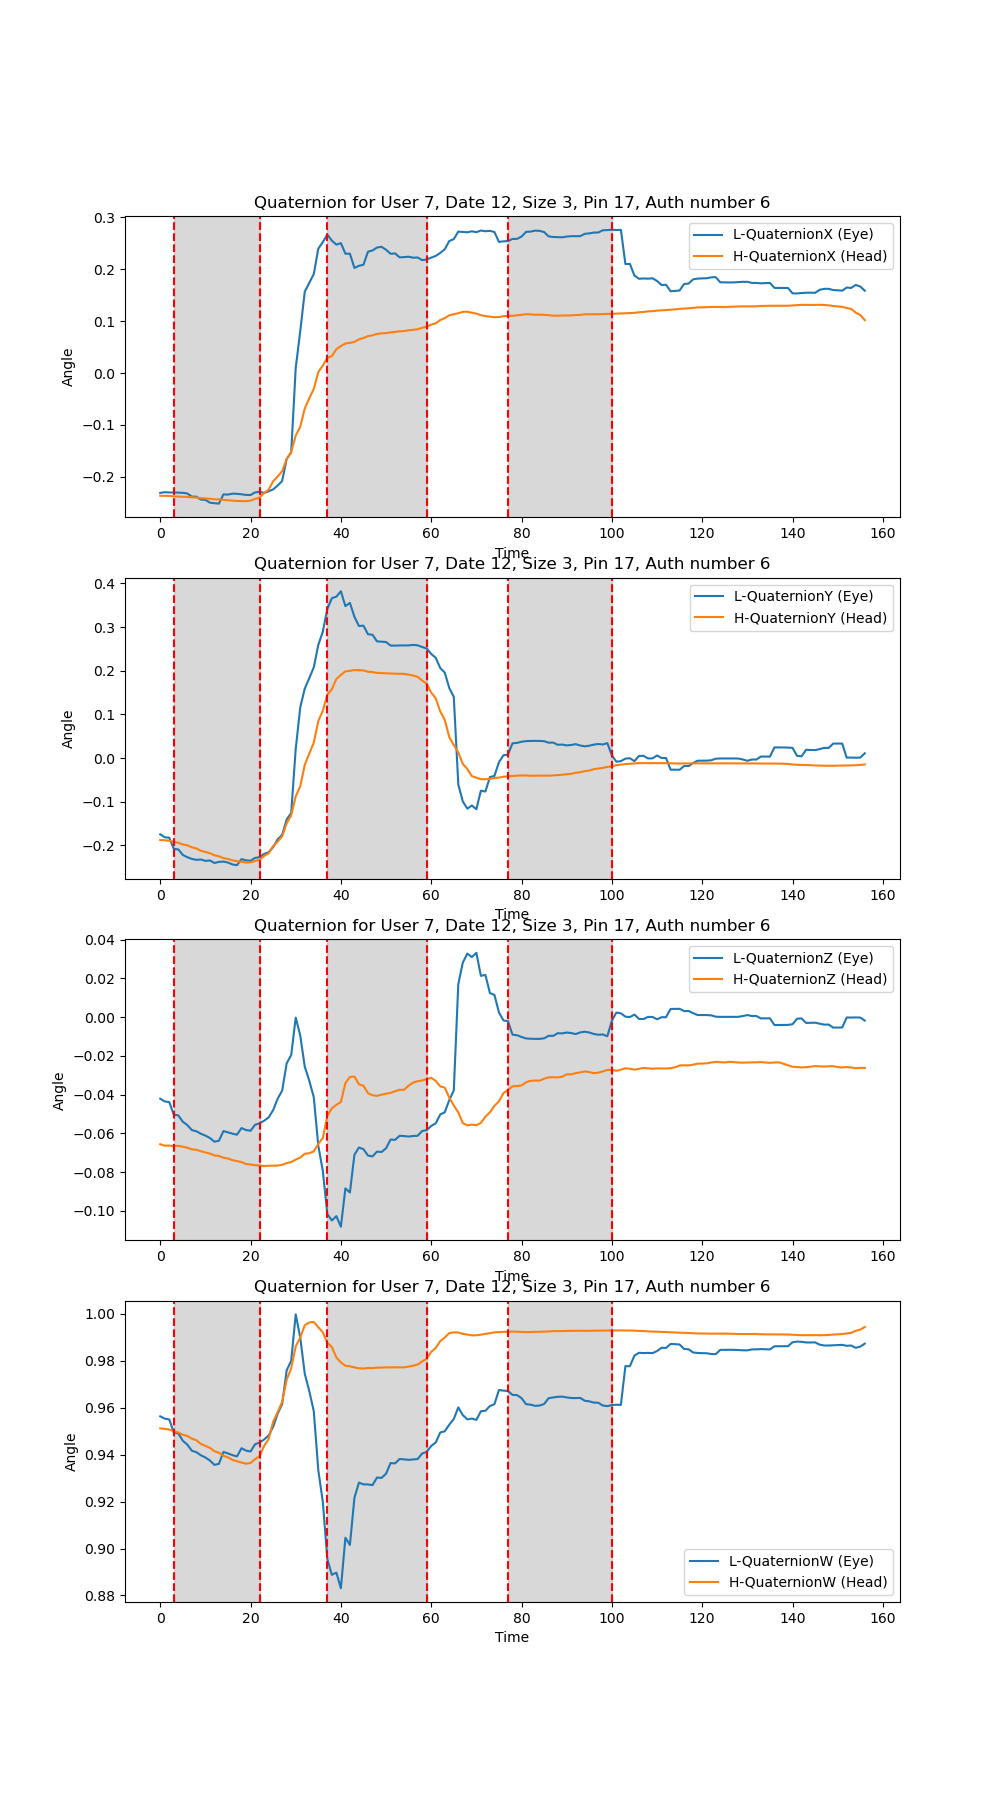 Quaternion for User 7, Date 12, Size 3, Pin 17, Auth number 6
0.3
0.2
0.1
0.0
−0.1
−0.2
Angle
L-QuaternionX (Eye)
H-QuaternionX (Head)
0 20 40 60 80 100 120 140 160
Time
Quaternion for User 7, Date 12, Size 3, Pin 17, Auth number 6
0.4
0.3
0.2
0.1
0.0
−0.1
−0.2
Angle
L-QuaternionY (Eye)
H-QuaternionY (Head)
0 20 40 60 80 100 120 140 160
Time
Quaternion for User 7, Date 12, Size 3, Pin 17, Auth number 6
0.04
0.02
0.00
−0.02
−0.04
−0.06
−0.08
−0.10
Angle
L-QuaternionZ (Eye)
H-QuaternionZ (Head)
0 20 40 60 80 100 120 140 160
Time
Quaternion for User 7, Date 12, Size 3, Pin 17, Auth number 6
1.00
0.98
0.96
0.94
0.92
0.90
0.88
Angle
L-QuaternionW (Eye)
H-QuaternionW (Head)
0 20 40 60 80 100 120 140 160
Time